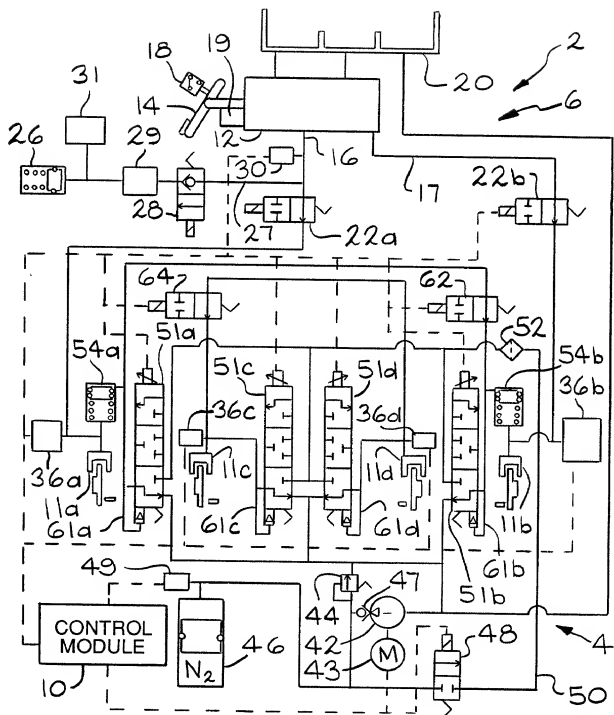 18
19
20
2
31
14
6
26
29
12
16
30
28
17
22b
27
22a
64
62
51a
52
54a
54b
51c
51d
36b
36c
36d
36a
11a
11c
11d
11b
61a
61c
61d
51b
61b
49
44
47
42
48
4
CONTROL
MODULE
N2
46
43
M
10
50